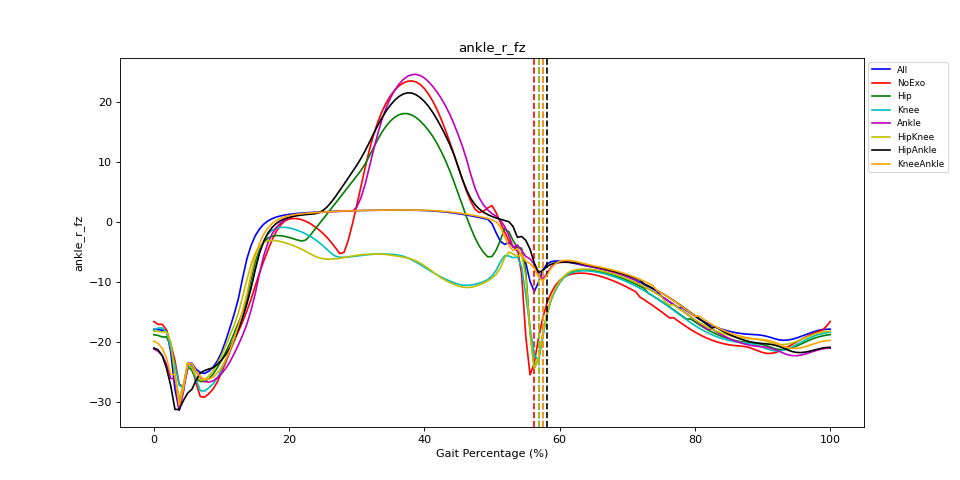 ankle_r_fz
ankle_r_fz
20
10
0
−10
−20
−30
0
20
40
60
80
100
Gait Percentage (%)
All
NoExo
Hip
Knee
Ankle
HipKnee
HipAnkle
KneeAnkle